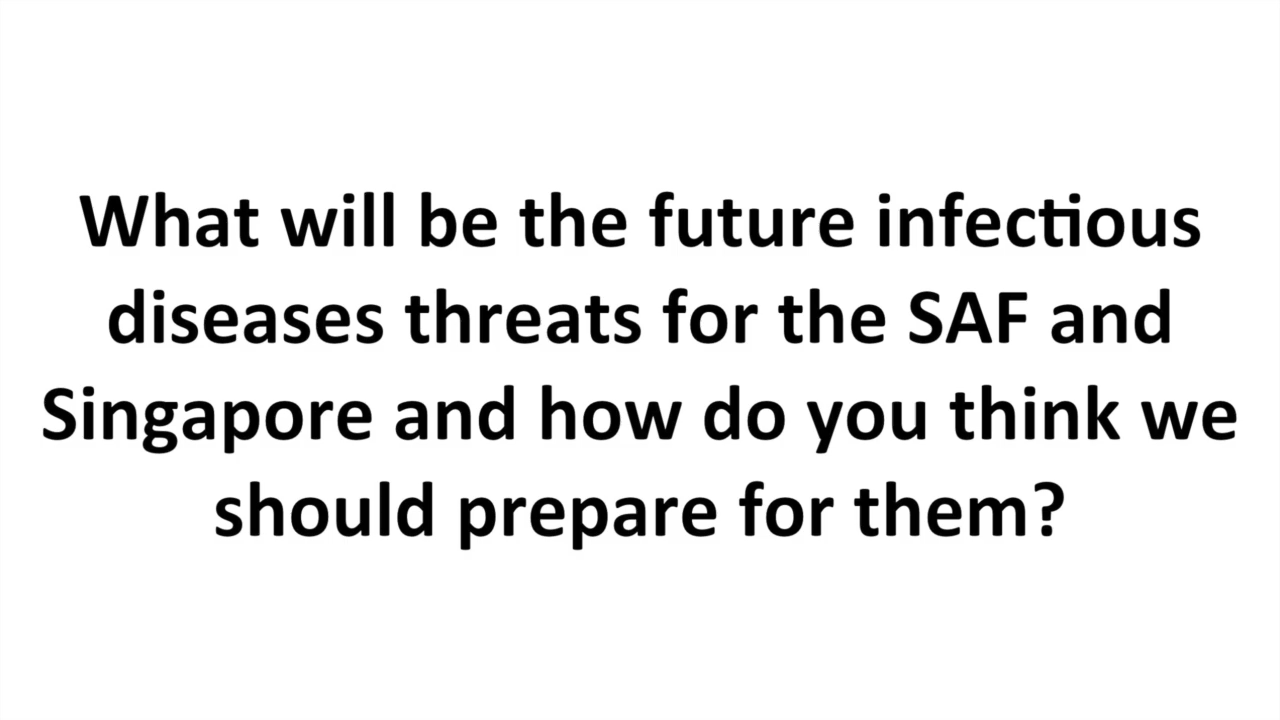 What will be the future infectious
diseases threats for the SAF and
Singapore and how do you think we
should prepare for them?